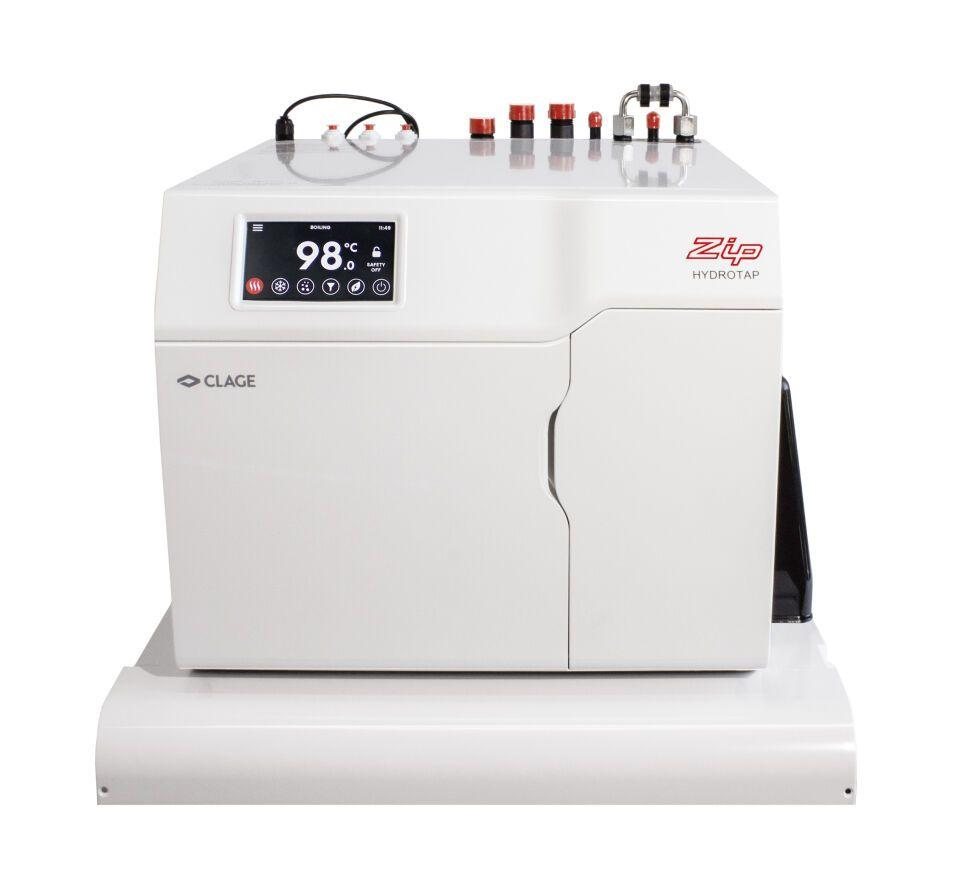 BOILING
11:49
98.0 °C
SAFETY
OFF
Zip
HYDROTAP
CLAGE